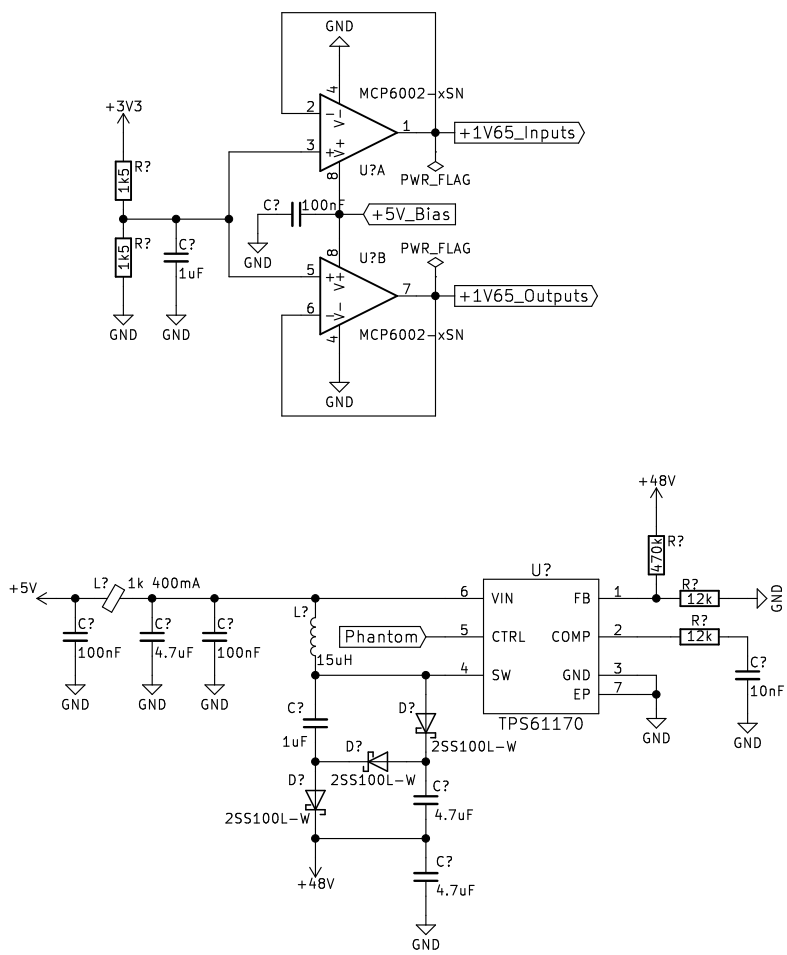 GND
4
MCP6002-xSN
V-
2
-
1
+1V65_Inputs
+3V3
3
+
V+
U?A
8
PWR_FLAG
R?
1k5
C?
100nF
+5V_Bias
GND
R?
1k5
C?
1uF
8
U?B
PWR_FLAG
5
+
V+
7
+1V65_Outputs
6
-
V-
4
MCP6002-xSN
GND
GND
GND
+48V
470k
R?
+5V
L?
1k 400mA
U?
6
VIN
FB
1
R?
12k
GND
C?
100nF
C?
4.7uF
C?
100nF
L?
15uH
Phantom
5
CTRL
COMP
2
R?
12k
4
SW
GND
3
EP
7
C?
10nF
GND
GND
GND
TPS61170
GND
GND
C?
1uF
D?
2SS100L-W
D?
2SS100L-W
D?
2SS100L-W
C?
4.7uF
+48V
C?
4.7uF
GND